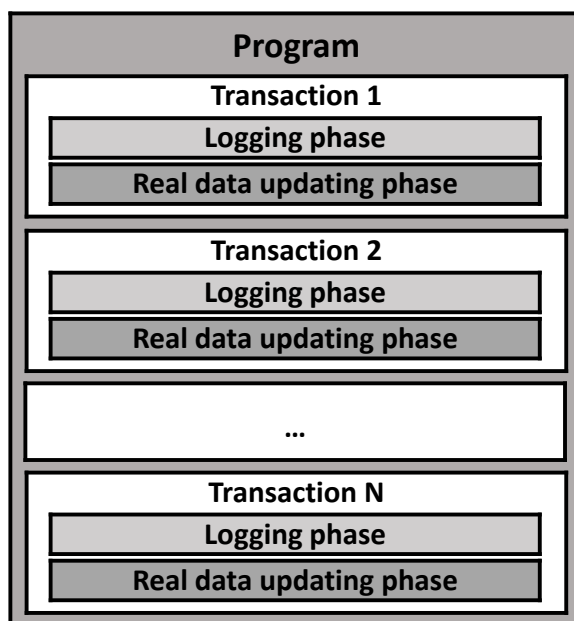 Program
Transaction 1
Logging phase
Real data updating phase
Transaction 2
Logging phase
Real data updating phase
...
Transaction N
Logging phase
Real data updating phase